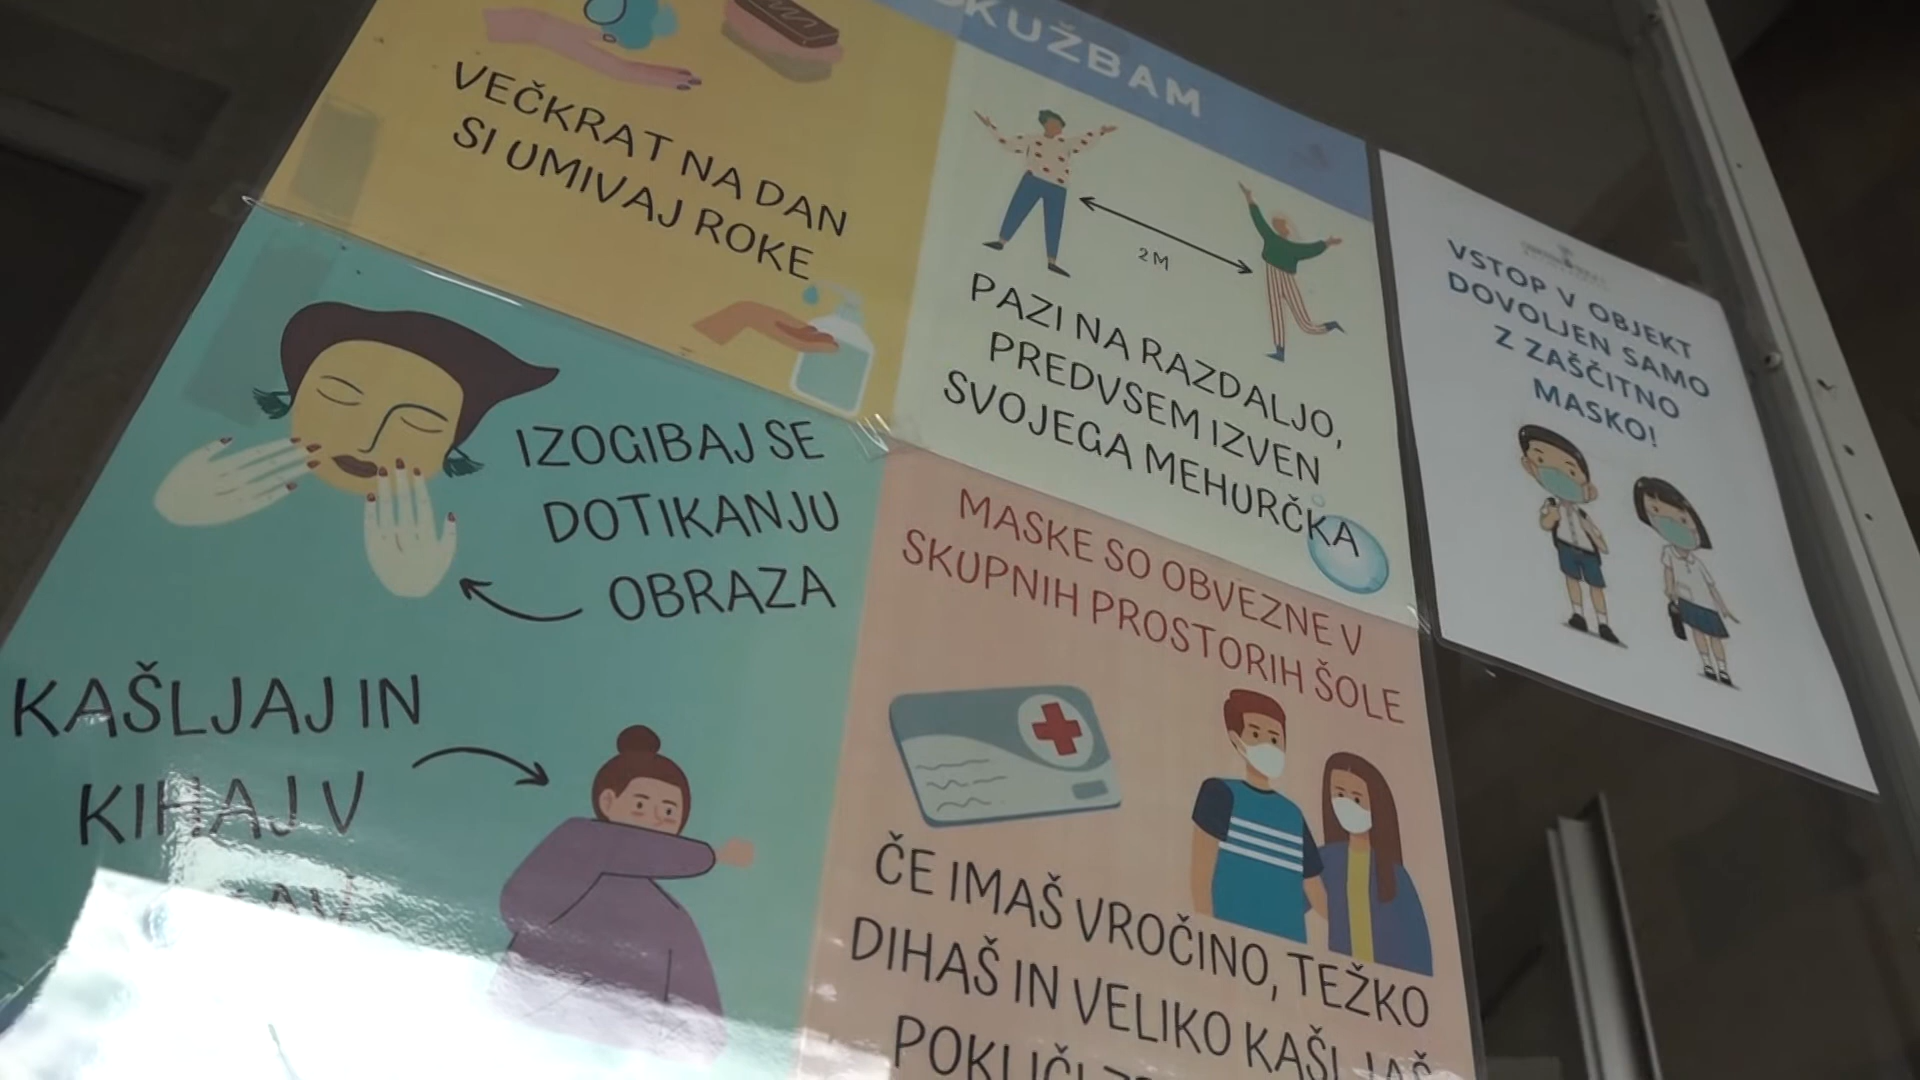 VEČKRAT NA DAN
SI UMIVAJ ROKE
2M
PAZI NA RAZDALJO,
PREDVSEM IZVEN
SVOJEGA MEHURČKA
VSTOP V OBJEKT
DOVOLJEN SAMO
Z ZAŠČITNO
MASKO!
IZOGIBAJ SE
DOTIKANJU
OBRAZA
MASKE SO OBVEZNE V
SKUPNIH PROSTORIH ŠOLE
KAŠLJAJ IN
KIHAJ V
ČE IMAŠ VROČINO, TEŽKO
DIHAŠ IN VELIKO KAŠLJAŠ